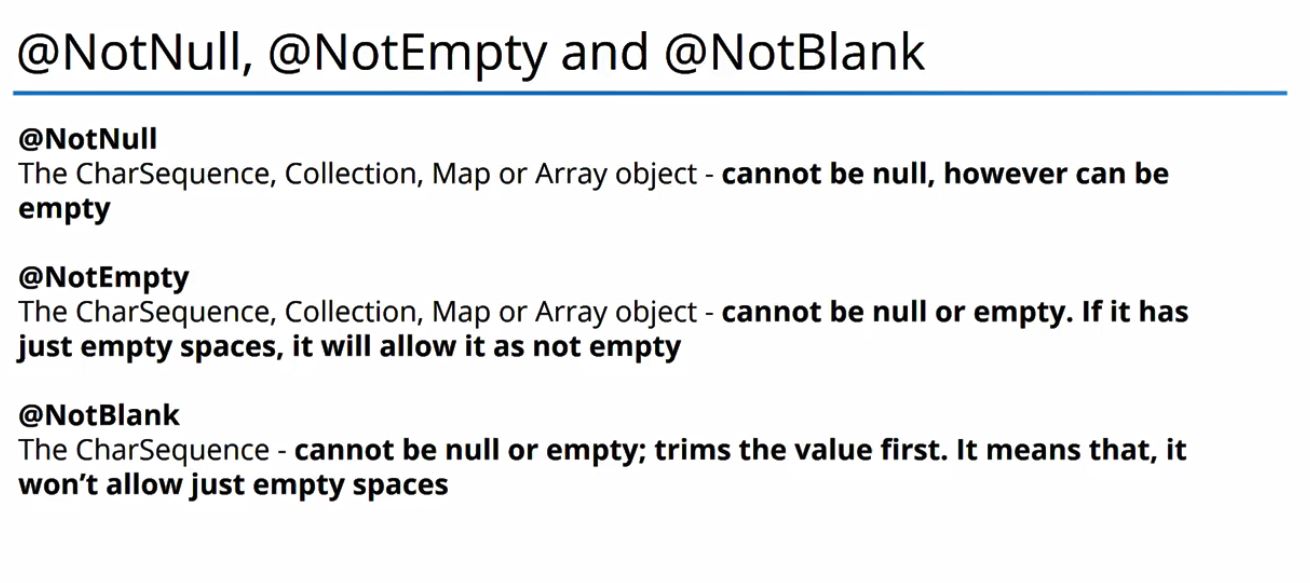 @NotNull, @NotEmpty and @NotBlank
@NotNull
The CharSequence, Collection, Map or Array object - cannot be null, however can be
empty
@NotEmpty
The CharSequence, Collection, Map or Array object - cannot be null or empty. If it has
just empty spaces, it will allow it as not empty
@NotBlank
The CharSequence - cannot be null or empty; trims the value first. It means that, it
won’t allow just empty spaces